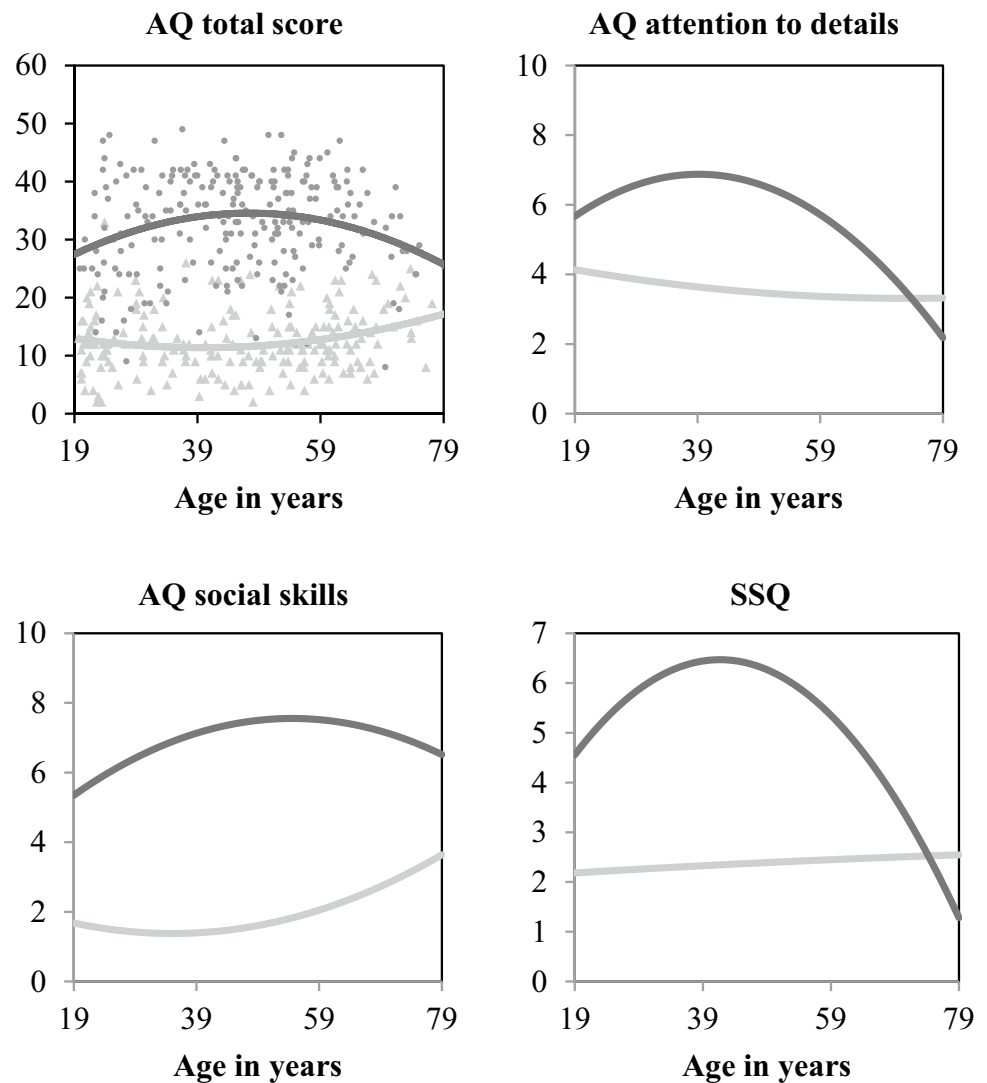 AQ total score
60
50
40
30
20
10
0
19 39 59 79
Age in years
AQ attention to details
10
8
6
4
2
0
19 39 59 79
Age in years
AQ social skills
10
8
6
4
2
0
19 39 59 79
Age in years
SSQ
7
6
5
4
3
2
1
0
19 39 59 79
Age in years